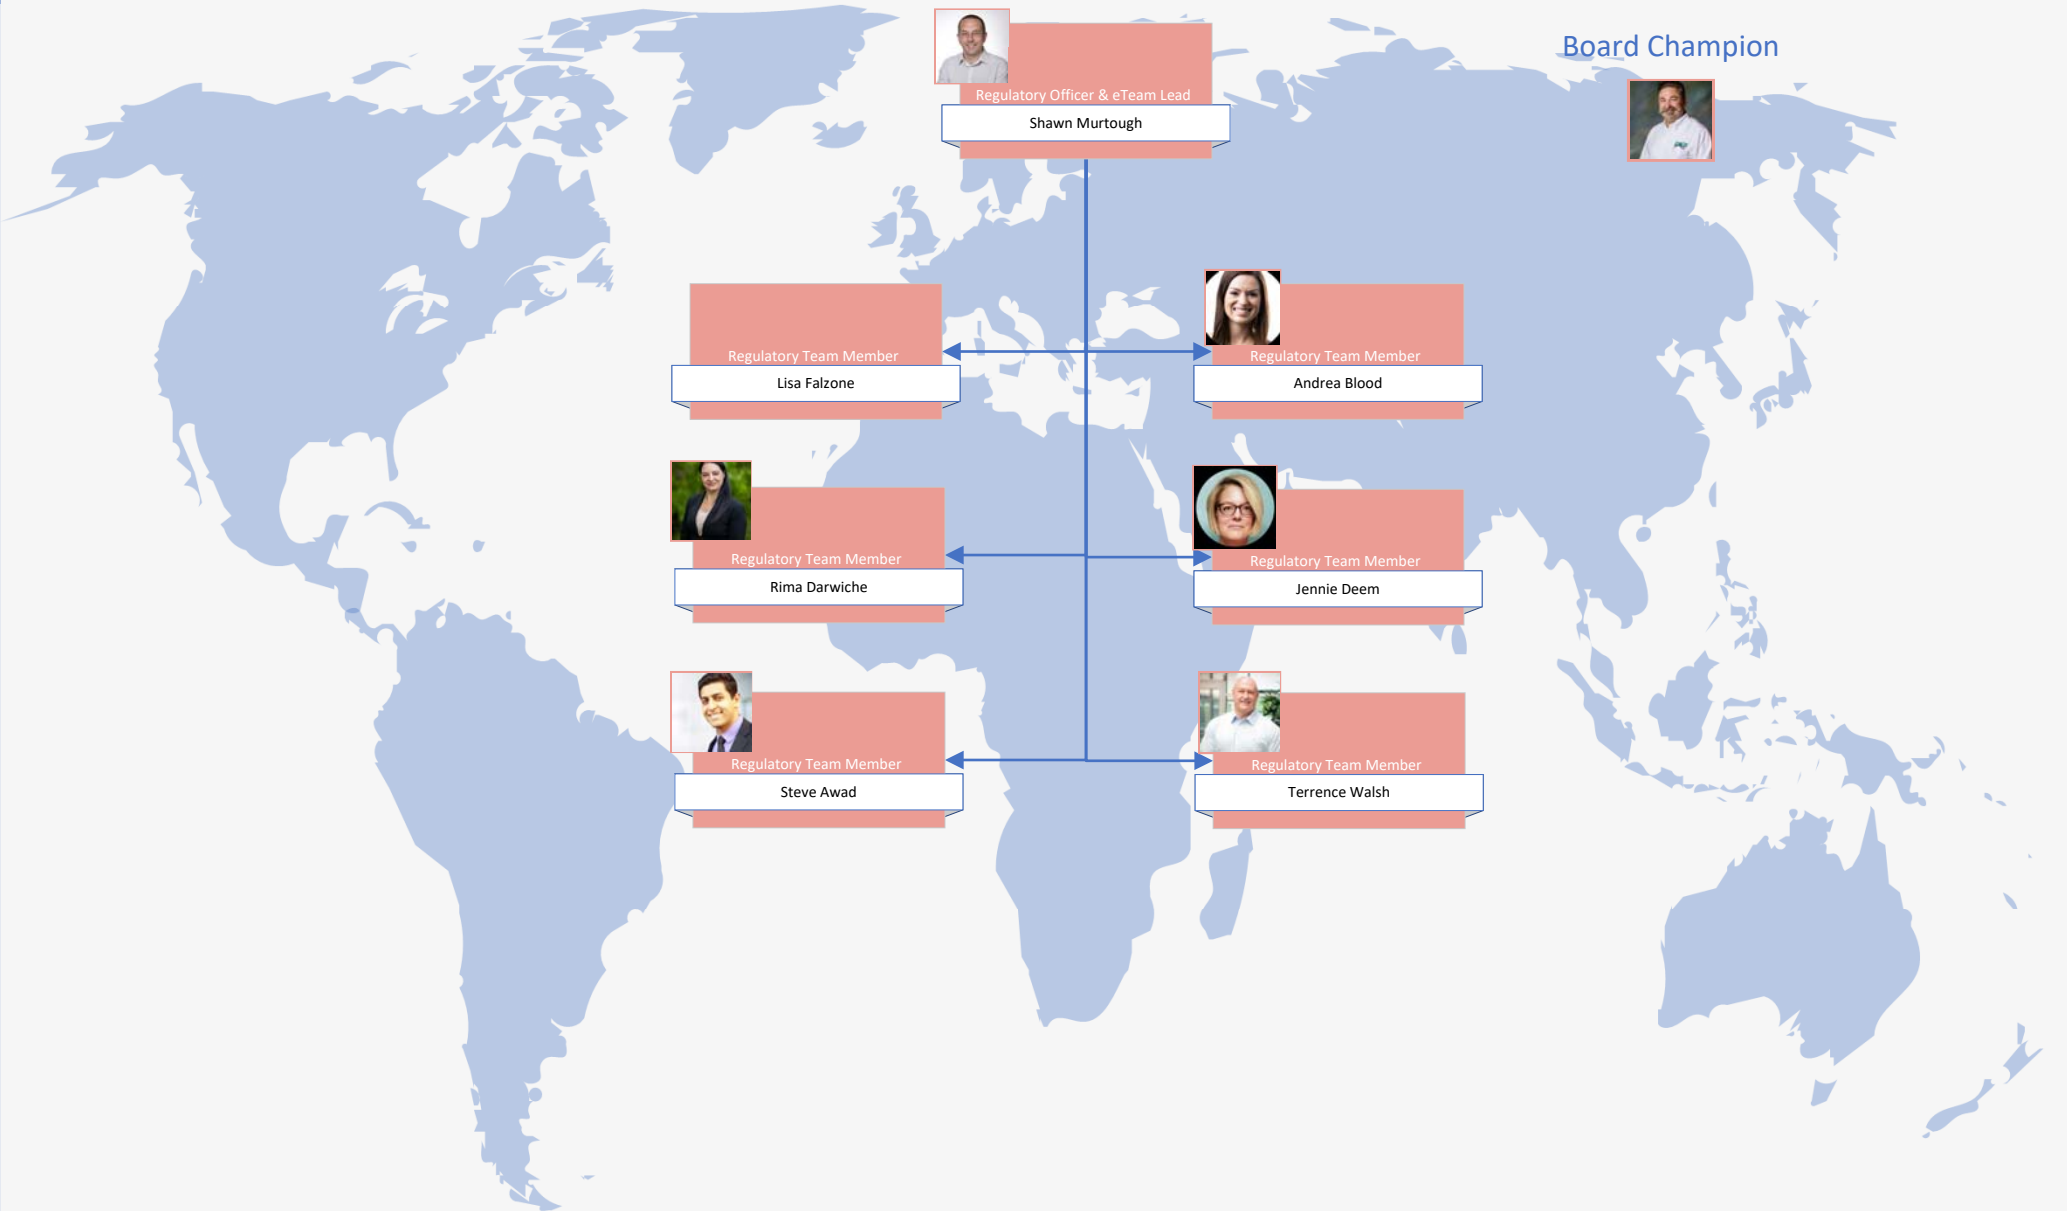 Board Champion
Regulatory Officer & eTeam Lead
Shawn Murtough
Regulatory Team Member
Lisa Falzone
Regulatory Team Member
Andrea Blood
Regulatory Team Member
Rima Darwiche
Regulatory Team Member
Jennie Deem
Regulatory Team Member
Steve Awad
Regulatory Team Member
Terrence Walsh